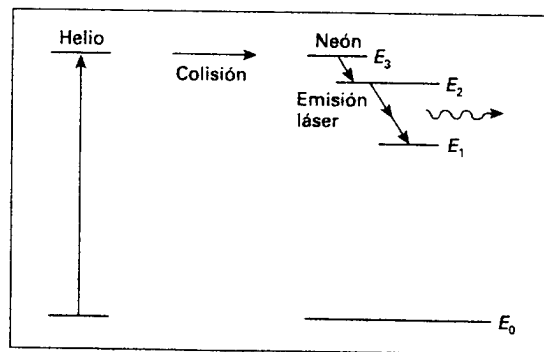 Helio
Colisión
Neón
E₃
E₂
Emisión
láser
E₁
E₀